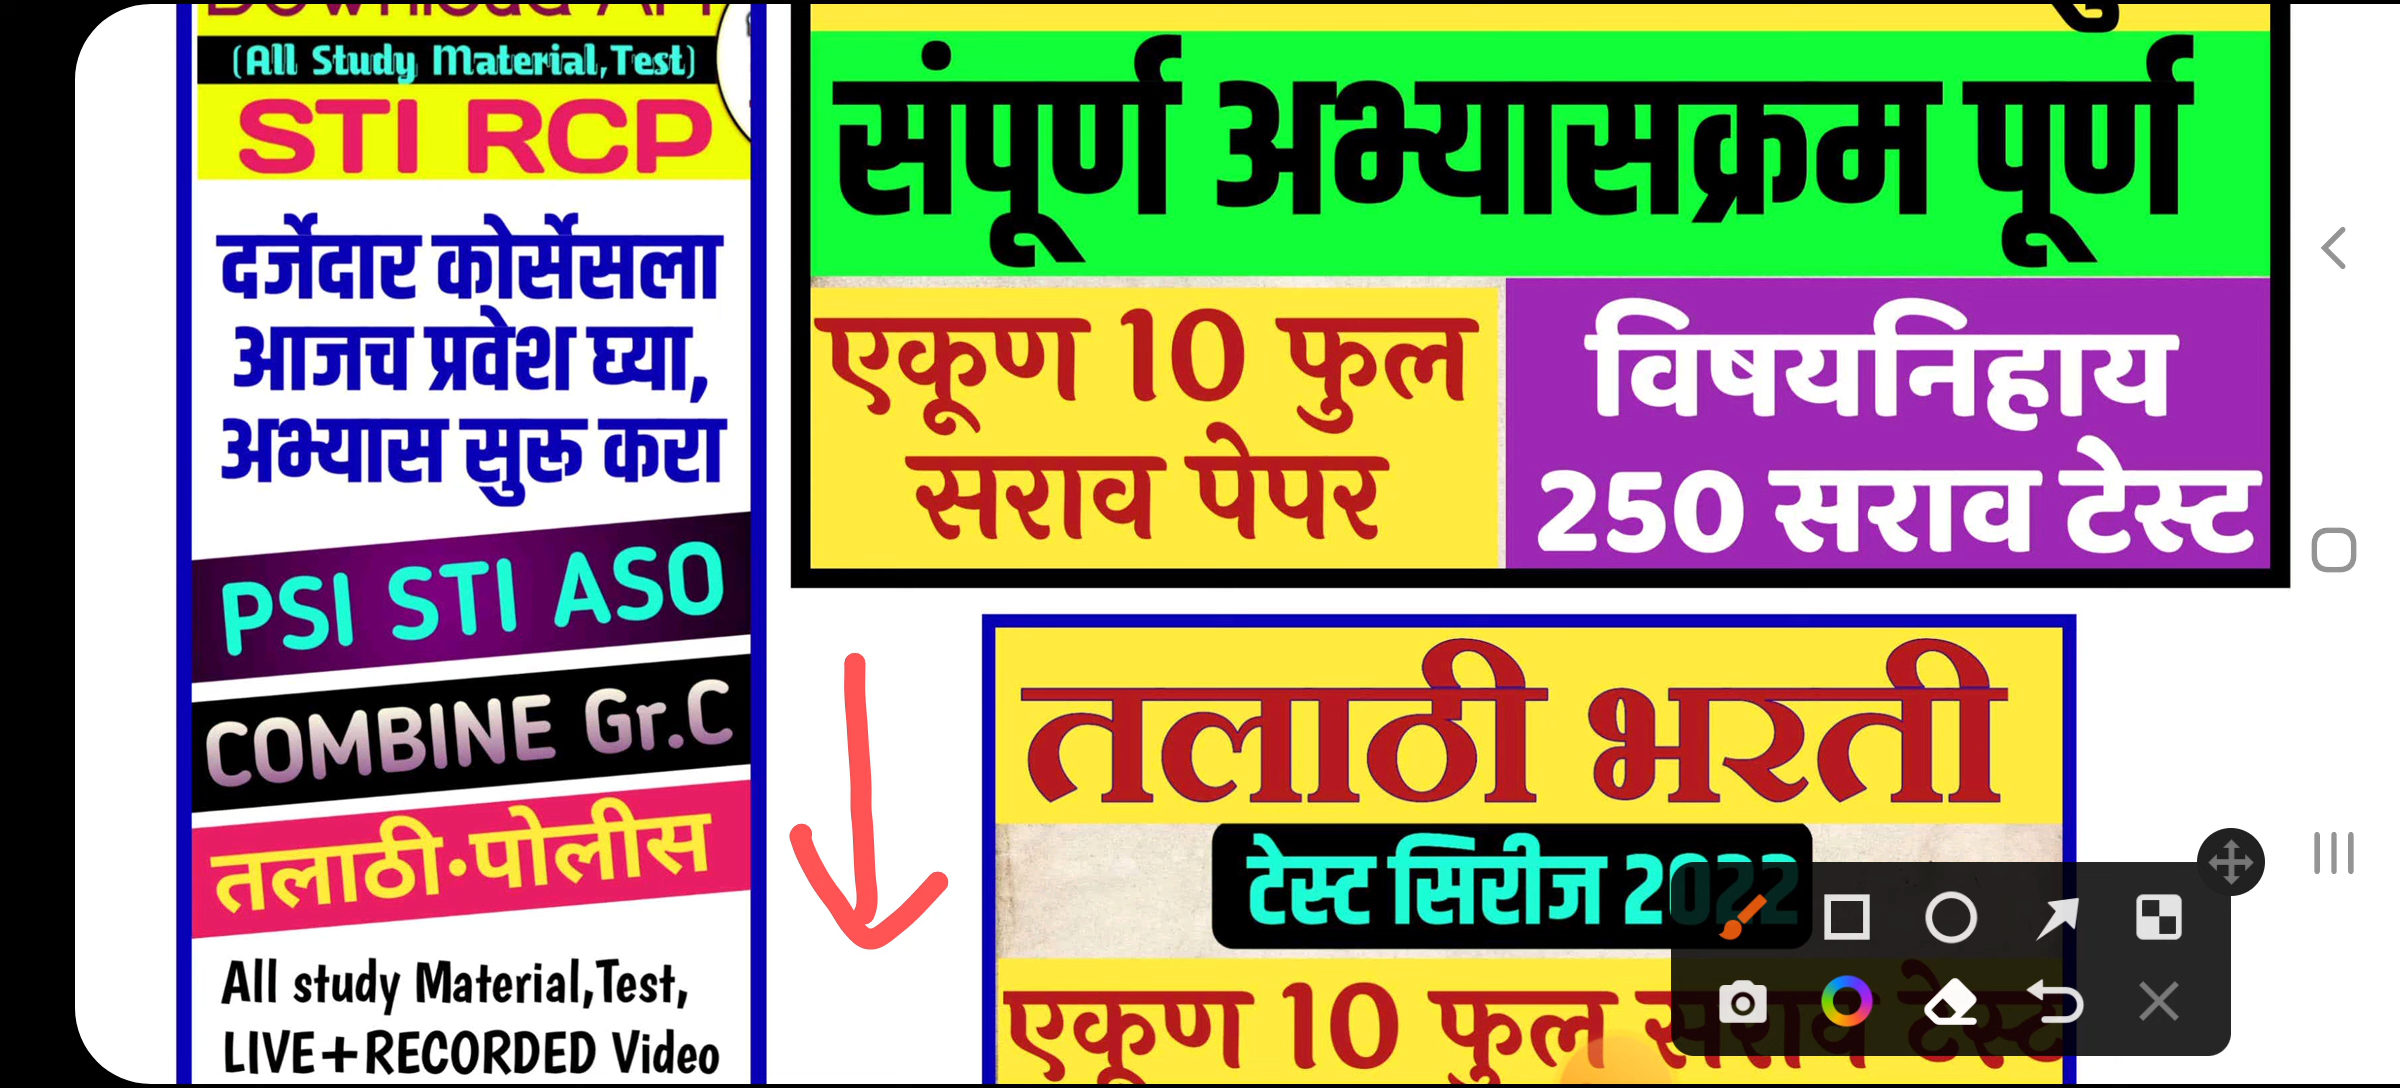 (All Study Material,Test)
STI RCP
दर्जेदार कोर्सेसला
आजच प्रवेश घ्या,
अभ्यास सुरू करा
PSI STI ASO
COMBINE Gr.C
तलाठी·पोलीस
All study Material,Test,
LIVE+RECORDED Video
संपूर्ण अभ्यासक्रम पूर्ण
एकूण 10 फुल
सराव पेपर
विषयनिहाय
250 सराव टेस्ट
तलाठी भरती
टेस्ट सिरीज 2022
एकूण 10 फुल सराव टेस्ट